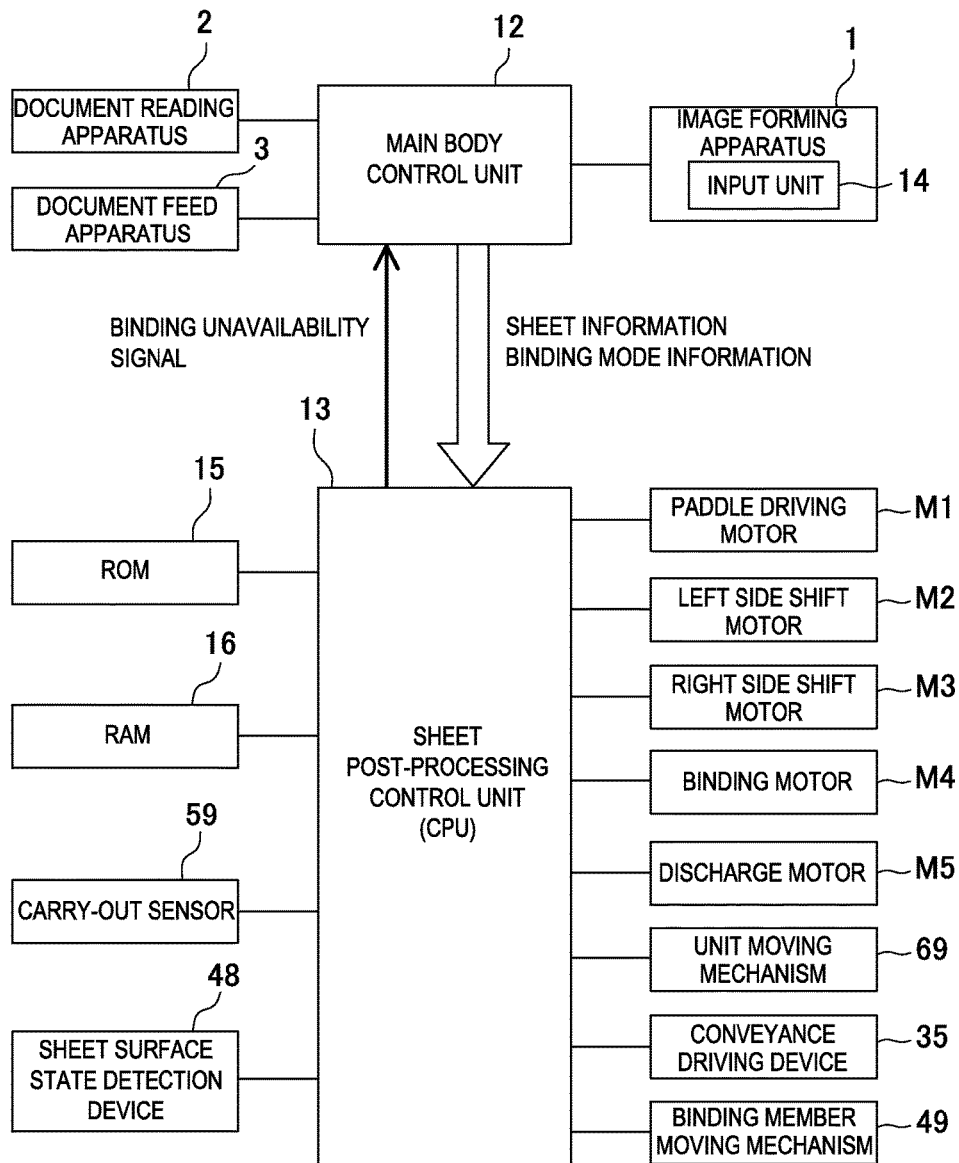 2
12
1
DOCUMENT READING
APPARATUS
3
DOCUMENT FEED
APPARATUS
MAIN BODY
CONTROL UNIT
IMAGE FORMING
APPARATUS
INPUT UNIT
14
BINDING UNAVAILABILITY
SIGNAL
SHEET INFORMATION
BINDING MODE INFORMATION
13
15
ROM
16
RAM
59
CARRY-OUT SENSOR
48
SHEET SURFACE
STATE DETECTION
DEVICE
SHEET
POST-PROCESSING
CONTROL UNIT
(CPU)
PADDLE DRIVING
MOTOR
M1
LEFT SIDE SHIFT
MOTOR
M2
RIGHT SIDE SHIFT
MOTOR
M3
BINDING MOTOR
M4
DISCHARGE MOTOR
M5
UNIT MOVING
MECHANISM
69
CONVEYANCE
DRIVING DEVICE
35
BINDING MEMBER
MOVING MECHANISM
49